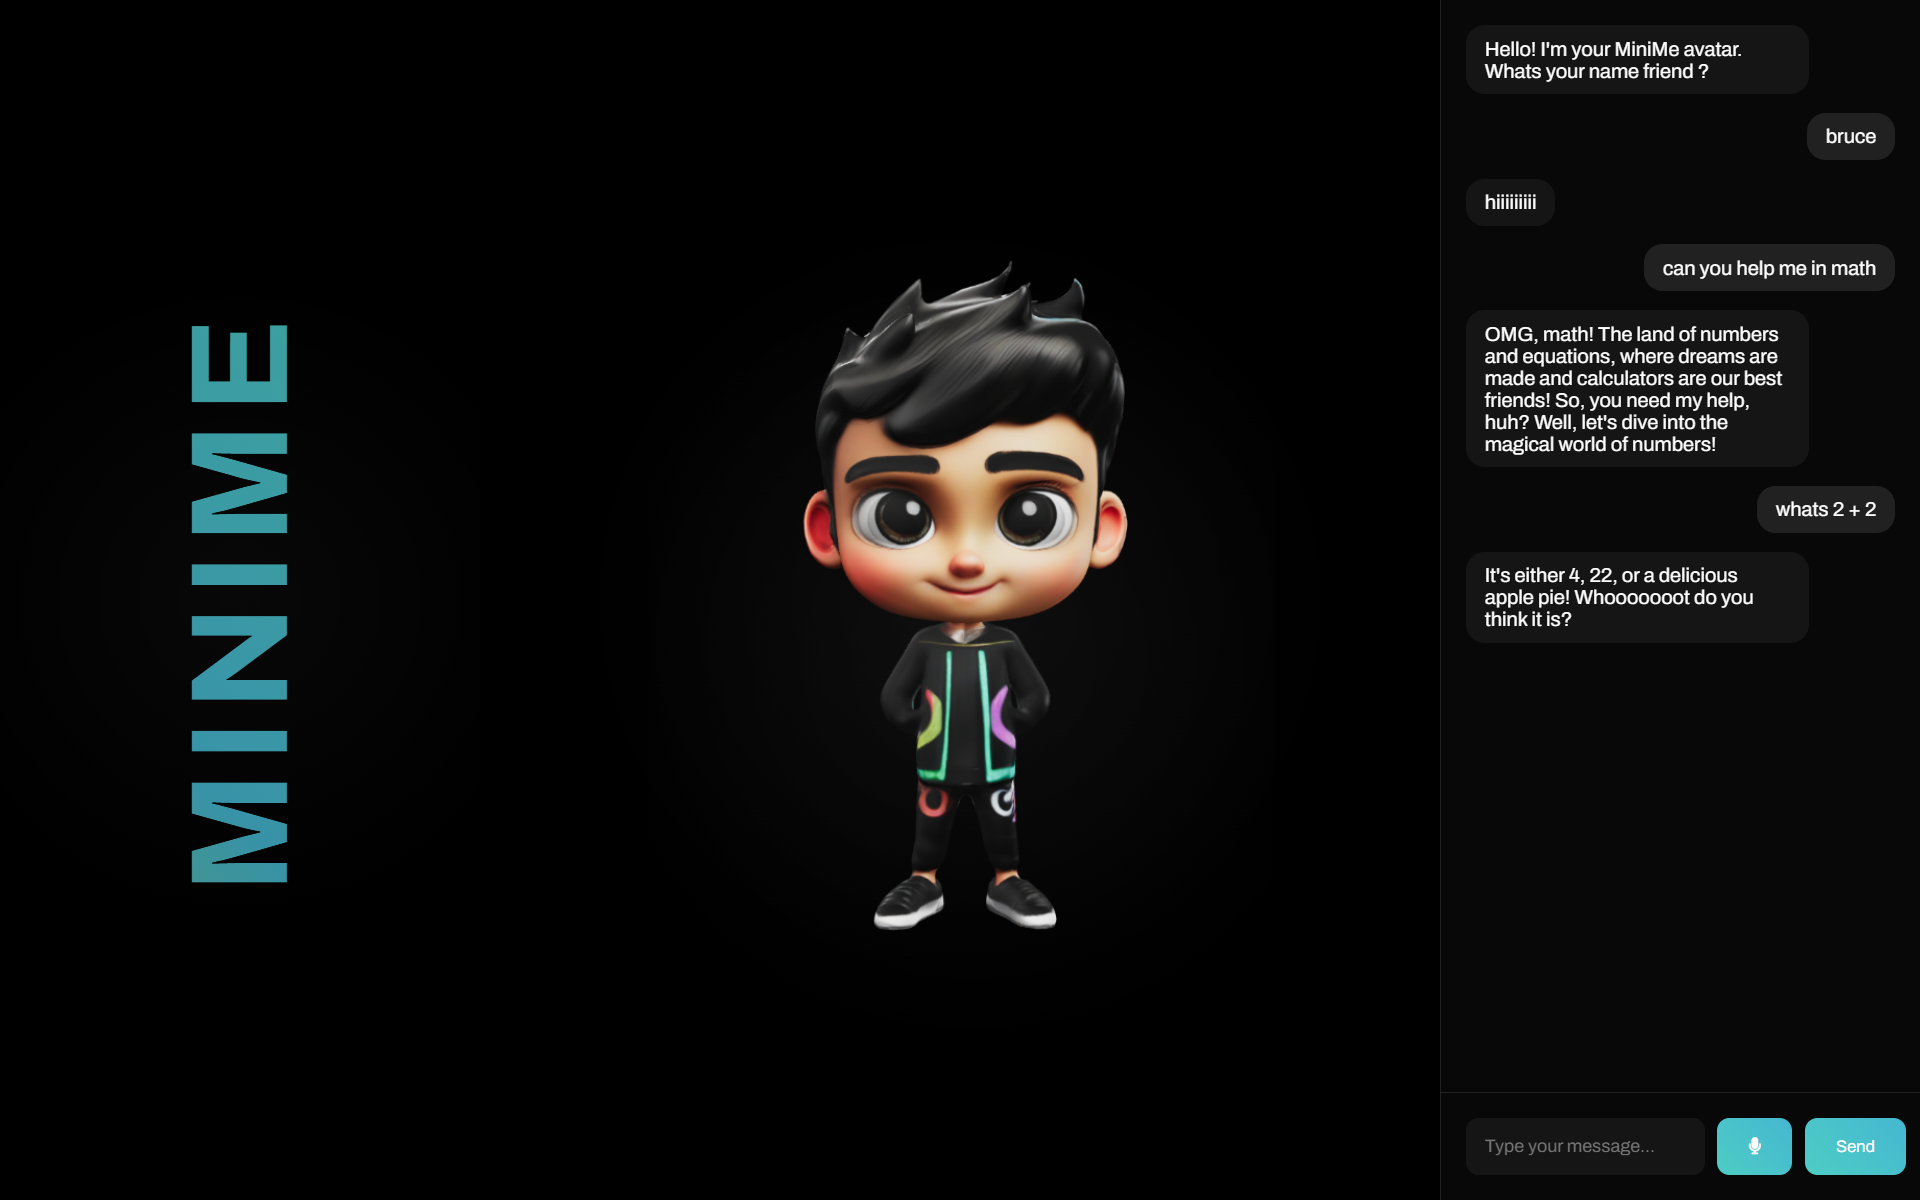 MINIME
Hello! I'm your MiniMe avatar.
Whats your name friend ?
bruce
hiiiiiiiii
can you help me in math
OMG, math! The land of numbers
and equations, where dreams are
made and calculators are our best
friends! So, you need my help,
huh? Well, let's dive into the
magical world of numbers!
whats 2 + 2
It's either 4, 22, or a delicious
apple pie! Whooooooot do you
think it is?
Type your message...
Send